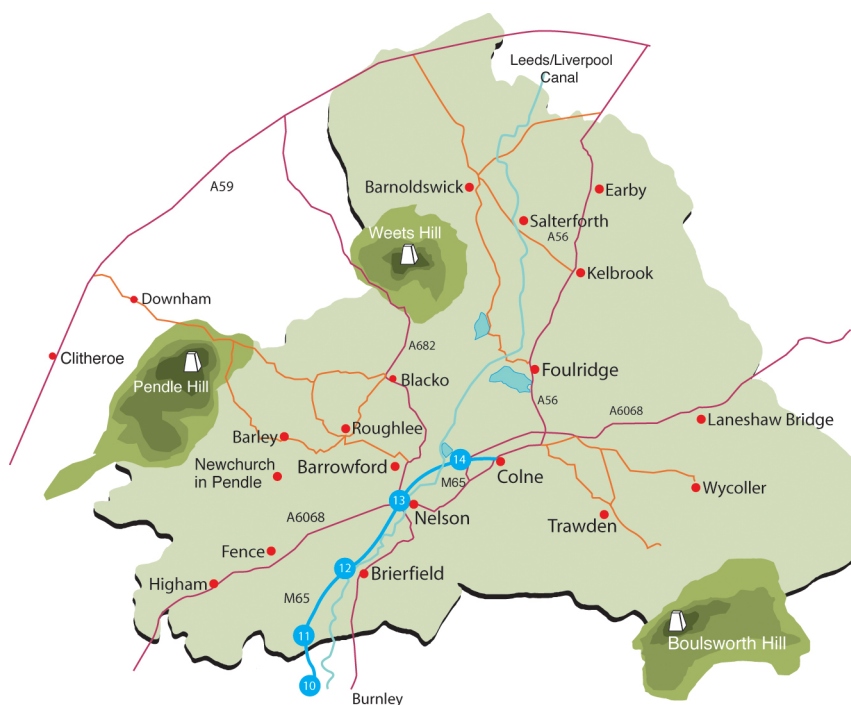 Leeds/Liverpool
Canal
A59
Barnoldswick
Earby
Salterforth
Weets Hill
A56
Kelbrook
Downham
A682
Clitheroe
Foulridge
Pendle Hill
Blacko
A56
A6068
Laneshaw Bridge
Roughlee
Barley
Newchurch
in Pendle
Barrowford
14
Colne
M65
Wycoller
13
Nelson
Trawden
A6068
Fence
12
Brierfield
Higham
M65
11
Boulsworth Hill
10
Burnley